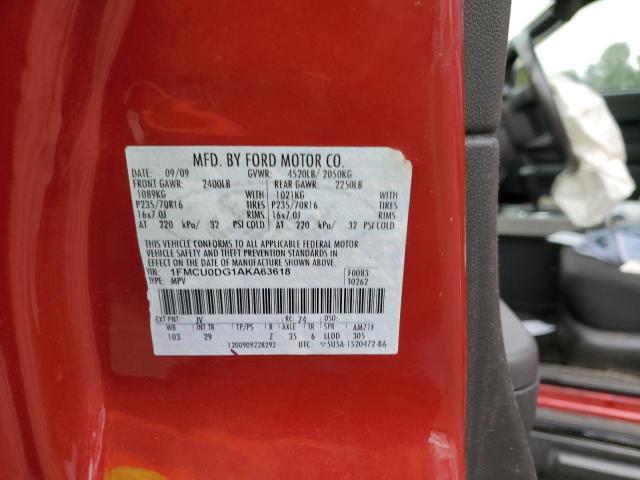 MFD. BY FORD MOTOR CO.
DATE: 09/09 GVWR: 4520LB/ 2050KG
FRONT GAWR: 2400LB REAR GAWR: 2250LB
1089KG WITH 1021KG WITH
P235/70R16 TIRES P235/70R16 TIRES
16x7.0J RIMS 16x7.0J RIMS
AT 220 kPa/ 32 PSI COLD AT 220 kPa/ 32 PSI COLD
THIS VEHICLE CONFORMS TO ALL APPLICABLE FEDERAL MOTOR
VEHICLE SAFETY AND THEFT PREVENTION STANDARDS IN
EFFECT ON THE DATE OF MANUFACTURE SHOWN ABOVE.
VIN: 1FMCU0DG1AKA63618 F0083
TYPE: MPV T0262
EXT PNT: JV RC: 74 DSO:
WB INT TR TP/PS R AXLE TR SPR AM71F
103 29 Z 35 6 LLDD 305
1200909228292 UTC 5U5A-1520472-BA